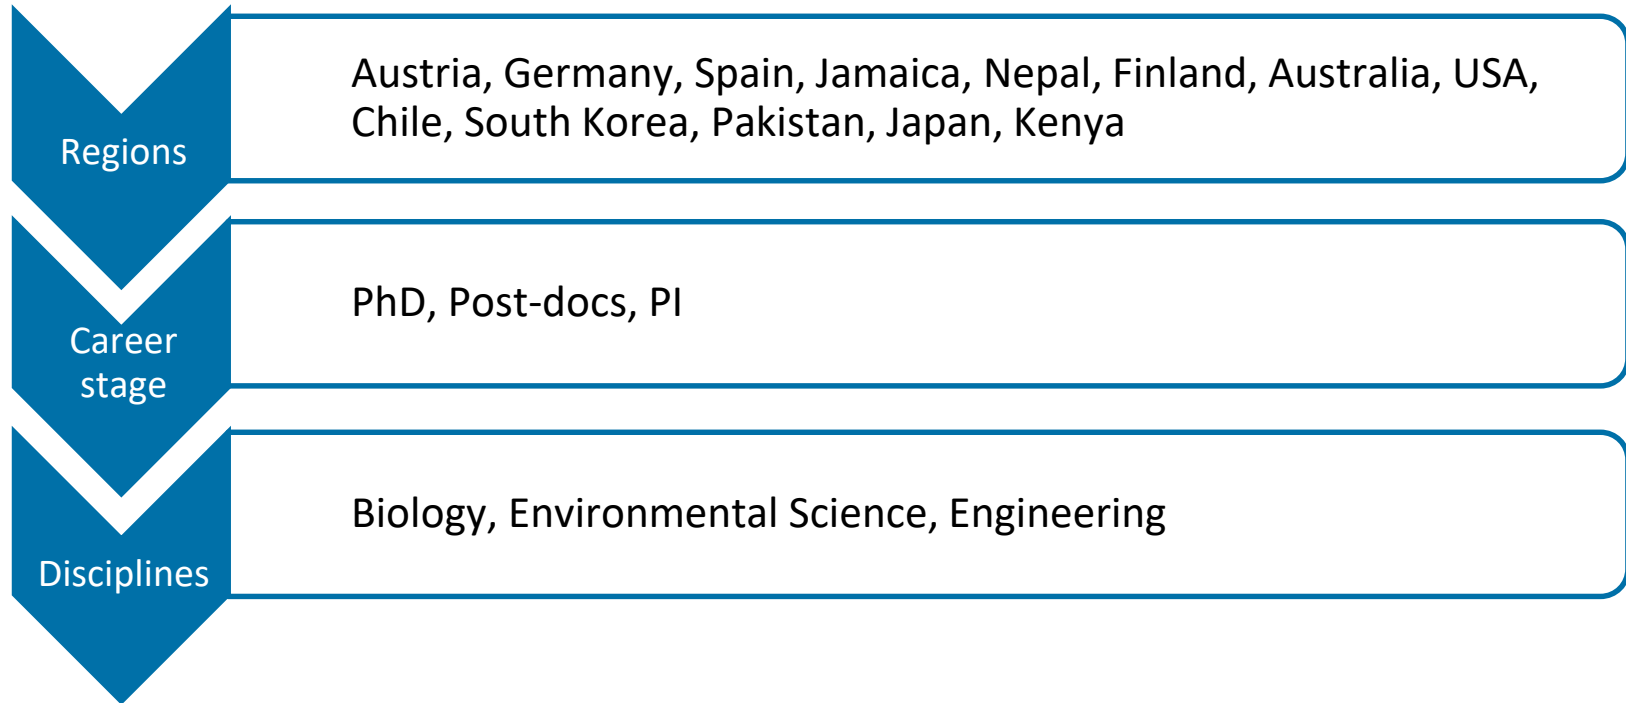 Regions
Austria, Germany, Spain, Jamaica, Nepal, Finland, Australia, USA,
Chile, South Korea, Pakistan, Japan, Kenya
Career
stage
PhD, Post-docs, PI
Disciplines
Biology, Environmental Science, Engineering